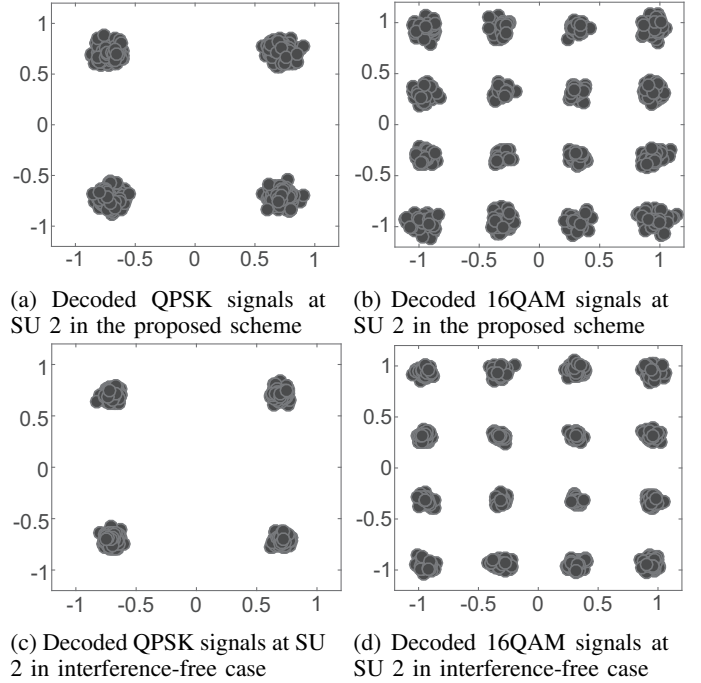 1
0.5
0
-0.5
-1
-1 -0.5 0 0.5 1
1
0.5
0
-0.5
-1
-1 -0.5 0 0.5 1
(a) Decoded QPSK signals at
SU 2 in the proposed scheme
(b) Decoded 16QAM signals at
SU 2 in the proposed scheme
1
0.5
0
-0.5
-1
-1 -0.5 0 0.5 1
1
0.5
0
-0.5
-1
-1 -0.5 0 0.5 1
(c) Decoded QPSK signals at SU
2 in interference-free case
(d) Decoded 16QAM signals at
SU 2 in interference-free case